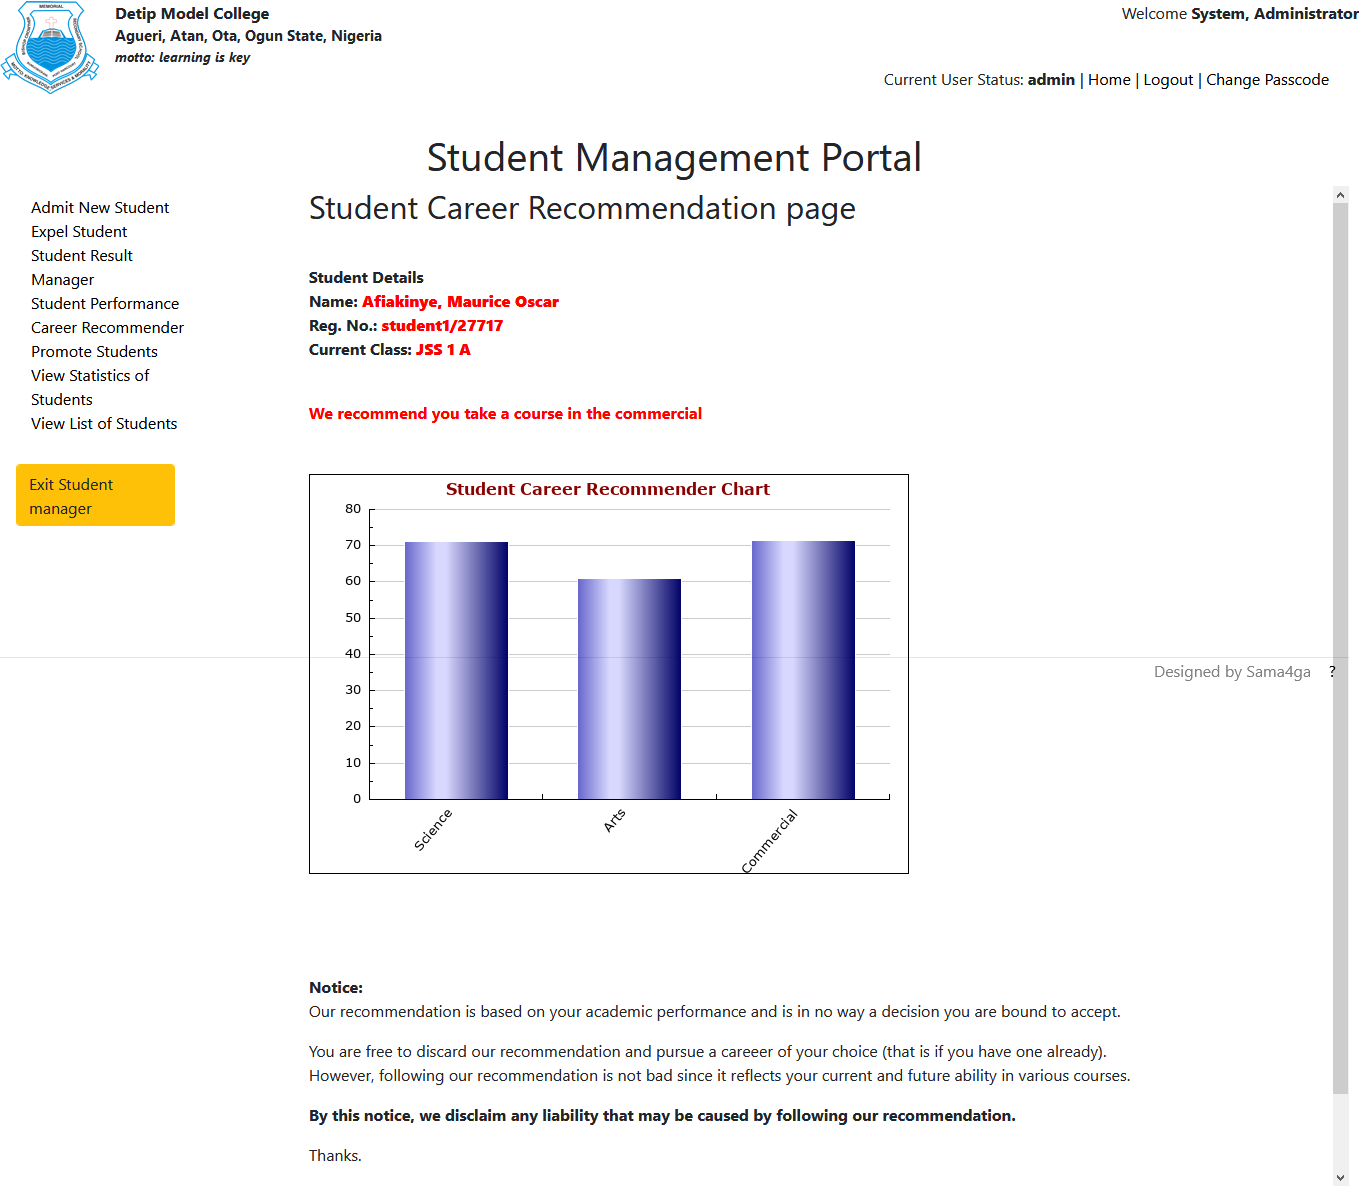 MEMORIAL
Detip Model College
Agueri, Atan, Ota, Ogun State, Nigeria
motto: learning is key
Welcome System, Administrator
Current User Status: admin | Home | Logout | Change Passcode
Student Management Portal
Admit New Student
Expel Student
Student Result
Manager
Student Performance
Career Recommender
Promote Students
View Statistics of
Students
View List of Students
Exit Student
manager
Student Career Recommendation page
Student Details
Name: Afiakinye, Maurice Oscar
Reg. No.: student1/27717
Current Class: JSS 1 A
We recommend you take a course in the commercial
Student Career Recommender Chart
80
70
60
50
40
30
20
10
0
Science
Arts
Commercial
Designed by Sama4ga ?
Notice:
Our recommendation is based on your academic performance and is in no way a decision you are bound to accept.
You are free to discard our recommendation and pursue a careeer of your choice (that is if you have one already).
However, following our recommendation is not bad since it reflects your current and future ability in various courses.
By this notice, we disclaim any liability that may be caused by following our recommendation.
Thanks.